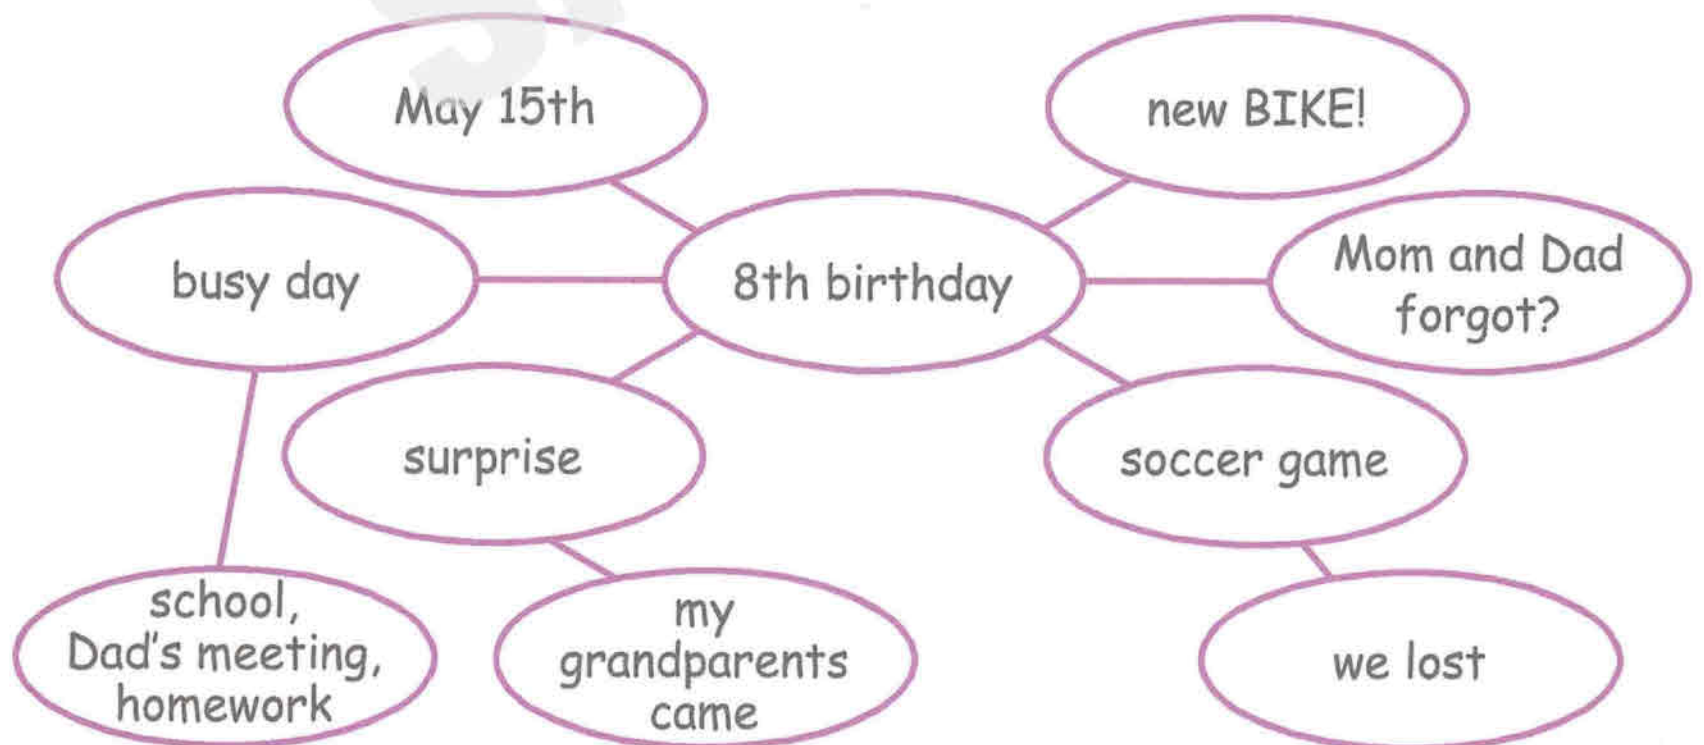 May 15th
new BIKE!
busy day
8th birthday
Mom and Dad
forgot?
surprise
soccer game
school,
Dad's meeting,
homework
my
grandparents
came
we lost